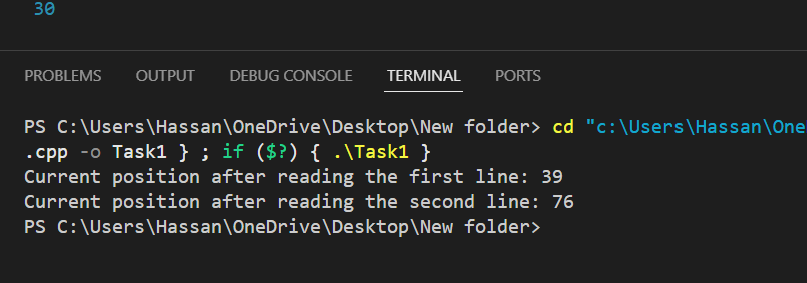 30
PROBLEMS OUTPUT DEBUG CONSOLE TERMINAL PORTS
PS C:\Users\Hassan\OneDrive\Desktop\New folder> cd "c:\Users\Hassan\One
.cpp -o Task1 } ; if ($?) { .\Task1 }
Current position after reading the first line: 39
Current position after reading the second line: 76
PS C:\Users\Hassan\OneDrive\Desktop\New folder>